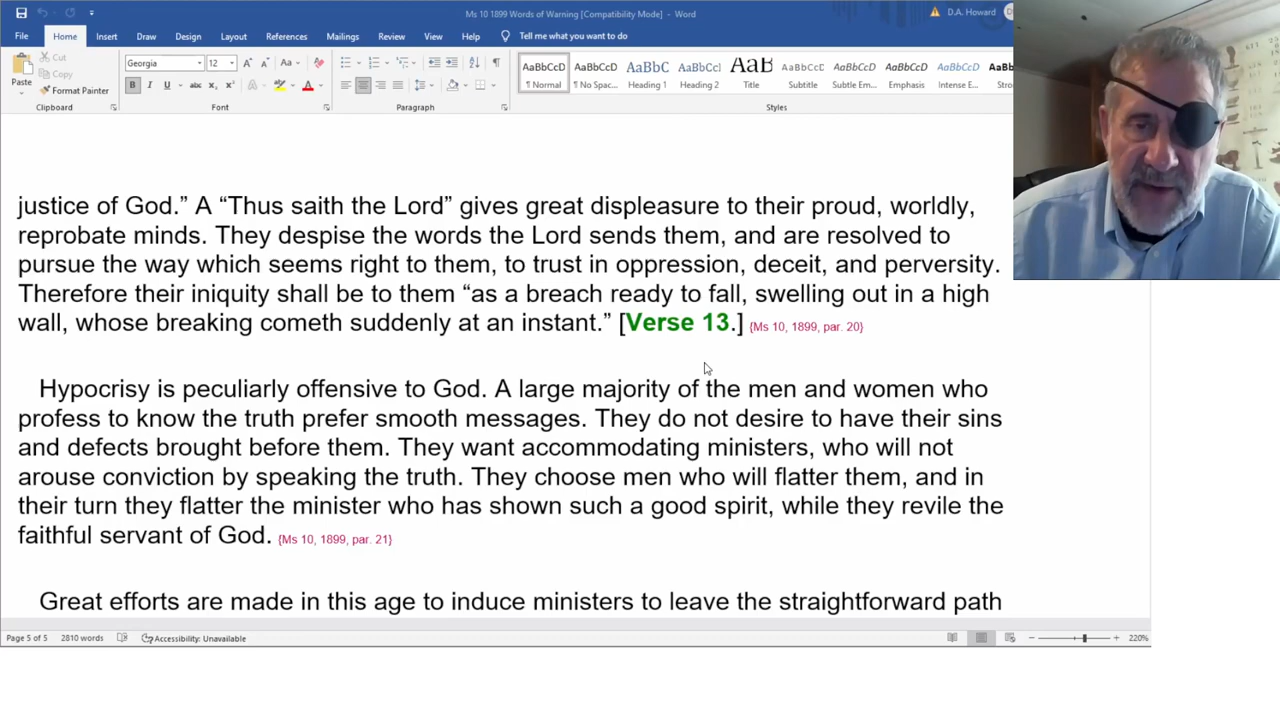 Ms 10 1899 Words of Warning [Compatibility Mode] - Word
D.A. Howard
File Home Insert Draw Design Layout References Mailings Review View Help Tell me what you want to do
Paste
Cut
Copy
Format Painter
Clipboard
Georgia 12
Font
Paragraph
AaBbCcD AaBbCcD AaBbC AaBbCcD AaB AaBbCcD AaBbCcD AaBbCcD AaBbCcD AaBb
¶ Normal ¶ No Spac... Heading 1 Heading 2 Title Subtitle Subtle Em... Emphasis Intense E... Stro
Styles
justice of God.” A “Thus saith the Lord” gives great displeasure to their proud, worldly,
reprobate minds. They despise the words the Lord sends them, and are resolved to
pursue the way which seems right to them, to trust in oppression, deceit, and perversity.
Therefore their iniquity shall be to them “as a breach ready to fall, swelling out in a high
wall, whose breaking cometh suddenly at an instant.” [Verse 13.] {Ms 10, 1899, par. 20}
Hypocrisy is peculiarly offensive to God. A large majority of the men and women who
profess to know the truth prefer smooth messages. They do not desire to have their sins
and defects brought before them. They want accommodating ministers, who will not
arouse conviction by speaking the truth. They choose men who will flatter them, and in
their turn they flatter the minister who has shown such a good spirit, while they revile the
faithful servant of God. {Ms 10, 1899, par. 21}
Great efforts are made in this age to induce ministers to leave the straightforward path
Page 5 of 5 2810 words Accessibility: Unavailable 220%